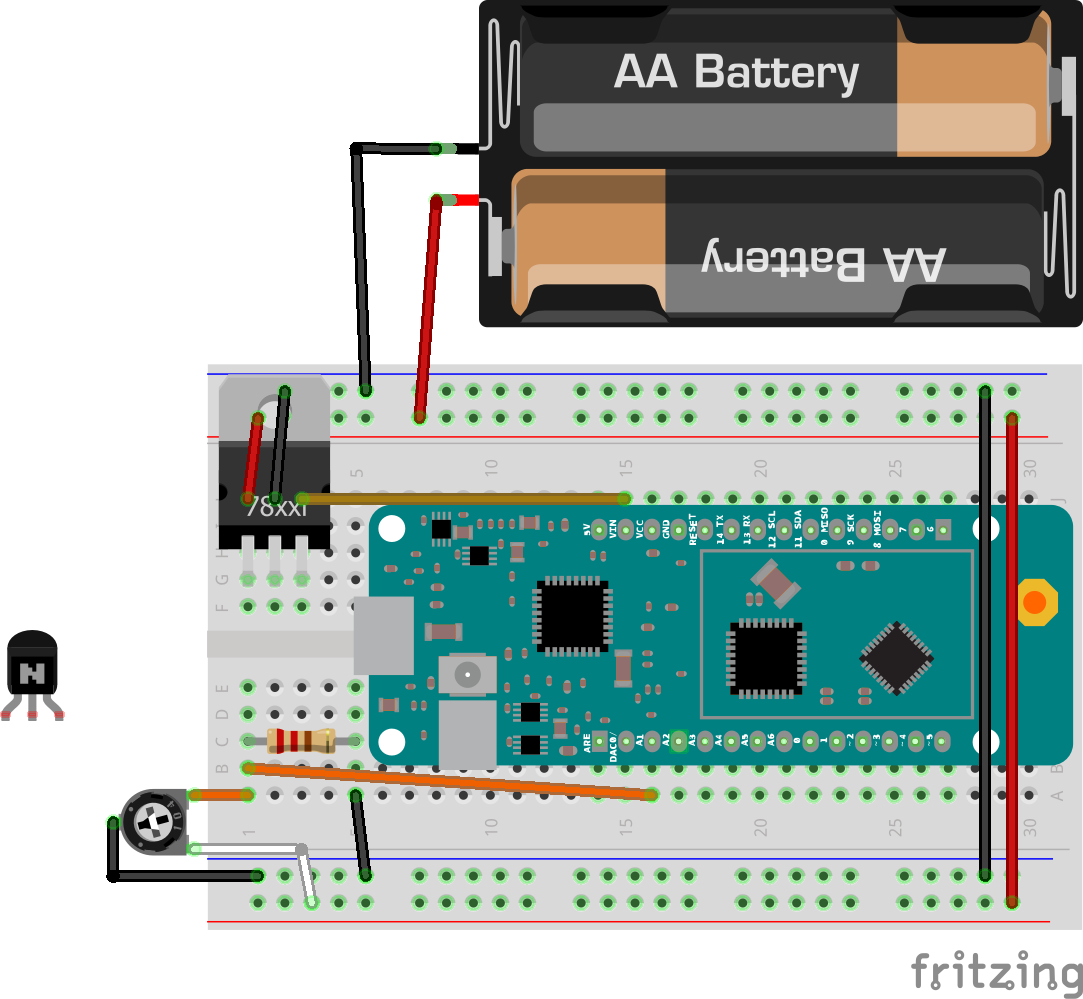 AA Battery
AA Battery
78xxl
5 10 15 20 25 30
J
5V VIN VCC GND RESET 14 TX 13 RX 12 SCL 11 SDA 0 MISO 9 SCK 8 MOSI 7 6
H
G
F
N
E
D
C
ARE DAC0/ A1 A2 A3 A4 A5 A6 0 1 ~2 ~3 ~4 ~5
B B
A
104
1 10 15 20 25 30
fritzing